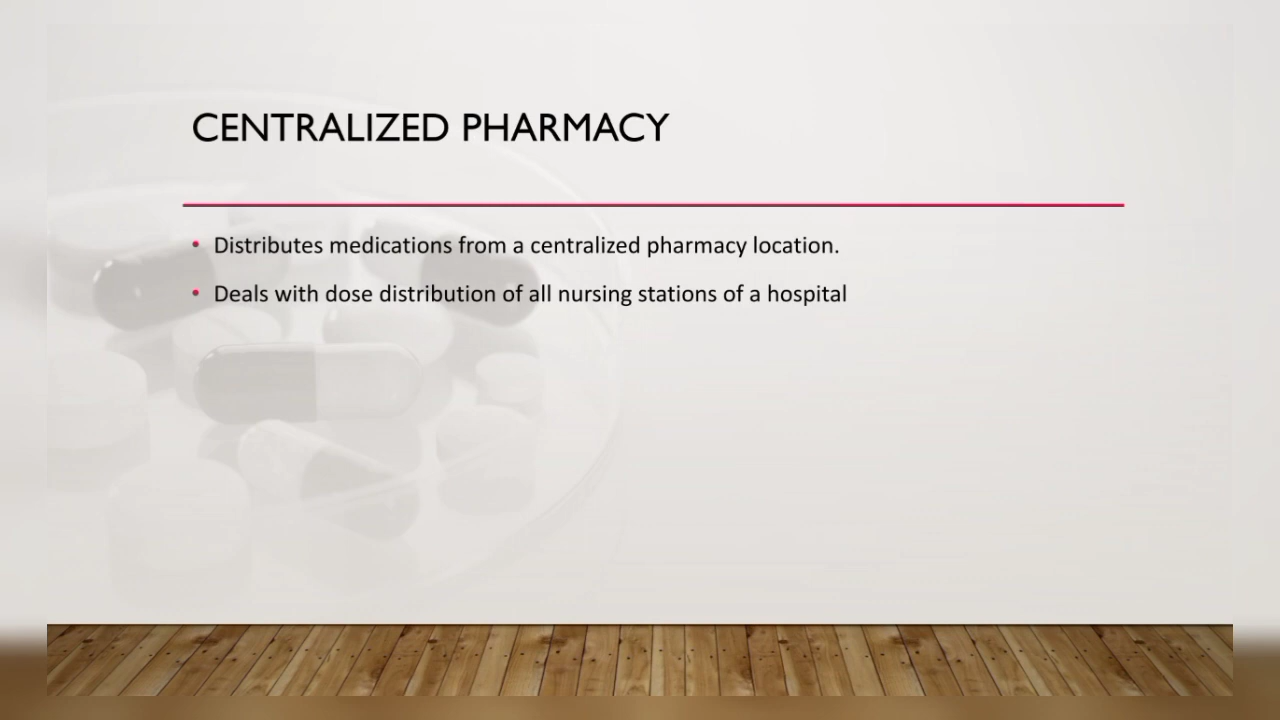 CENTRALIZED PHARMACY
• Distributes medications from a centralized pharmacy location.
• Deals with dose distribution of all nursing stations of a hospital